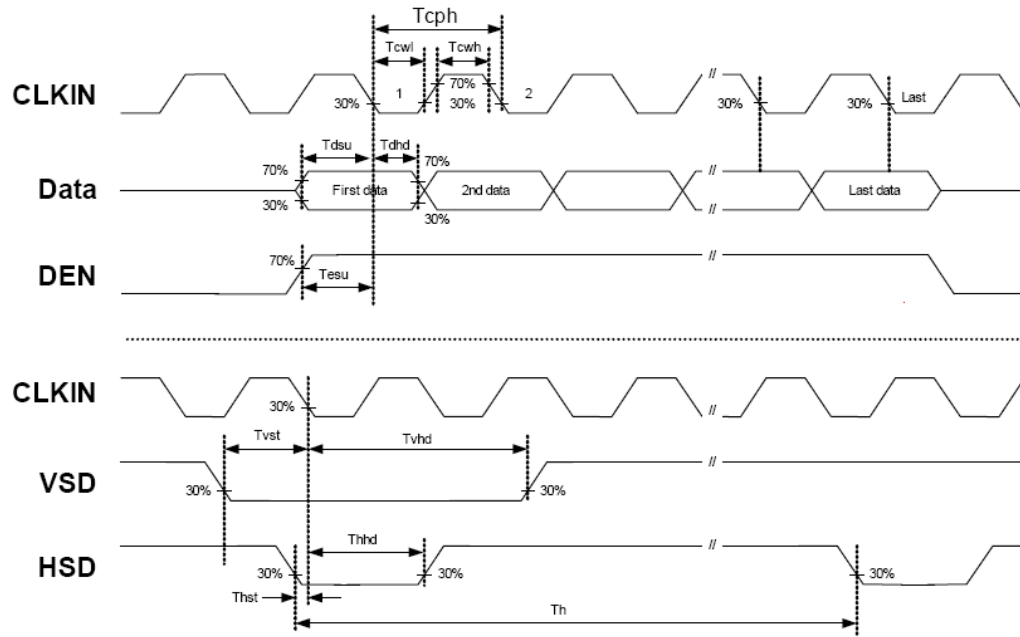 Tcph
Tcwl Tcwh
CLKIN 30% 1 70% 30% 2 // 30% 30% Last
Tdsu Tdhd
70% 70%
Data First data 2nd data // // Last data
30% 30%
DEN 70% Tesu //
CLKIN 30% //
Tvst Tvhd
VSD 30% 30% //
Thhd
HSD 30% 30% // 30%
Thst
Th